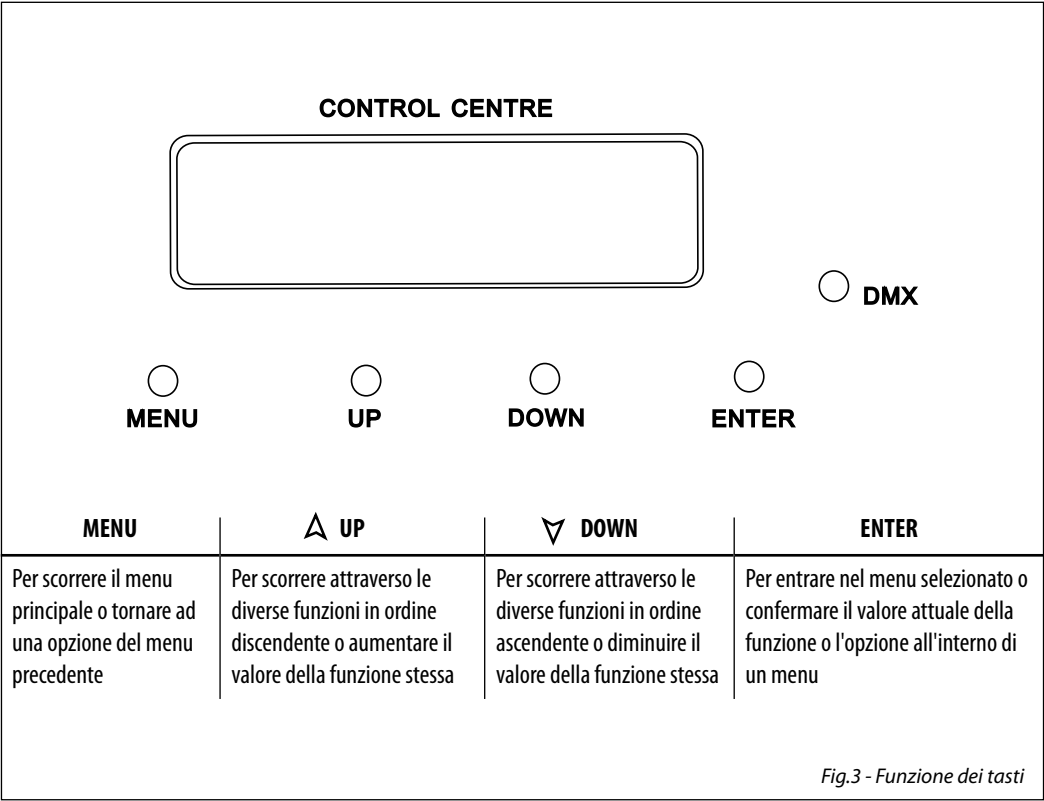 CONTROL CENTRE
DMX
MENU UP DOWN ENTER
MENU UP DOWN ENTER
Per scorrere il menu
principale o tornare ad
una opzione del menu
precedente
Per scorrere attraverso le
diverse funzioni in ordine
discendente o aumentare il
valore della funzione stessa
Per scorrere attraverso le
diverse funzioni in ordine
ascendente o diminuire il
valore della funzione stessa
Per entrare nel menu selezionato o
confermare il valore attuale della
funzione o l'opzione all'interno di
un menu
Fig.3 - Funzione dei tasti